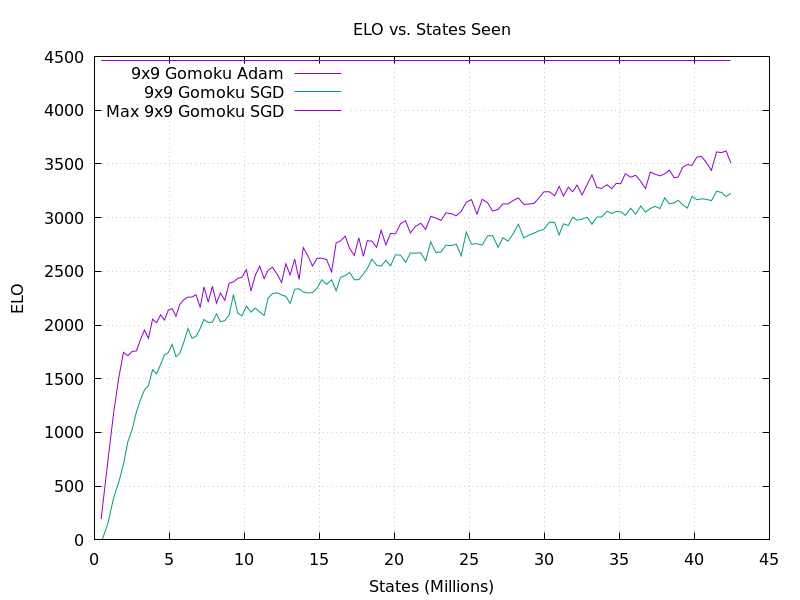 ELO vs. States Seen
4500
4000
3500
3000
2500
2000
1500
1000
500
0
ELO
9x9 Gomoku Adam
9x9 Gomoku SGD
Max 9x9 Gomoku SGD
0 5 10 15 20 25 30 35 40 45
States (Millions)